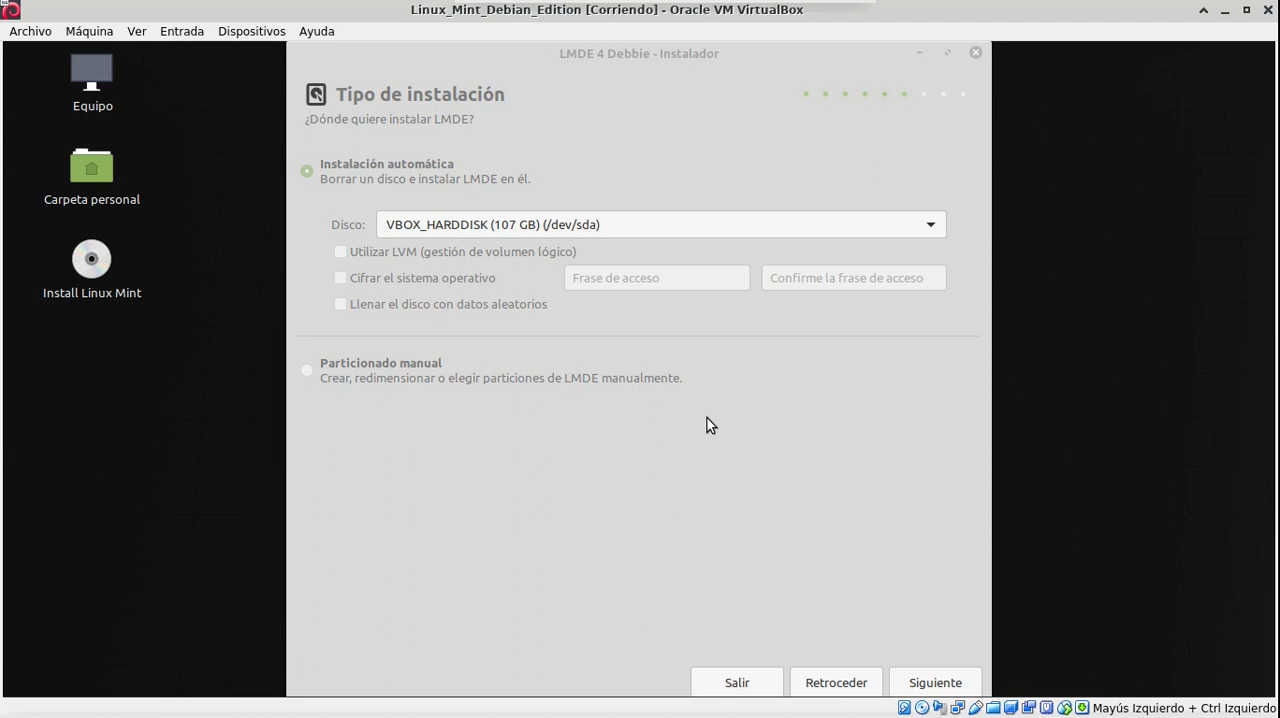 Linux_Mint_Debian_Edition [Corriendo] - Oracle VM VirtualBox
Archivo Máquina Ver Entrada Dispositivos Ayuda
Equipo
Carpeta personal
Install Linux Mint
LMDE 4 Debbie - Instalador
Tipo de instalación
¿Dónde quiere instalar LMDE?
Instalación automática
Borrar un disco e instalar LMDE en él.
Disco: VBOX_HARDDISK (107 GB) (/dev/sda)
Utilizar LVM (gestión de volumen lógico)
Cifrar el sistema operativo Frase de acceso Confirme la frase de acceso
Llenar el disco con datos aleatorios
Particionado manual
Crear, redimensionar o elegir particiones de LMDE manualmente.
Salir Retroceder Siguiente
Mayús Izquierdo + Ctrl Izquierdo